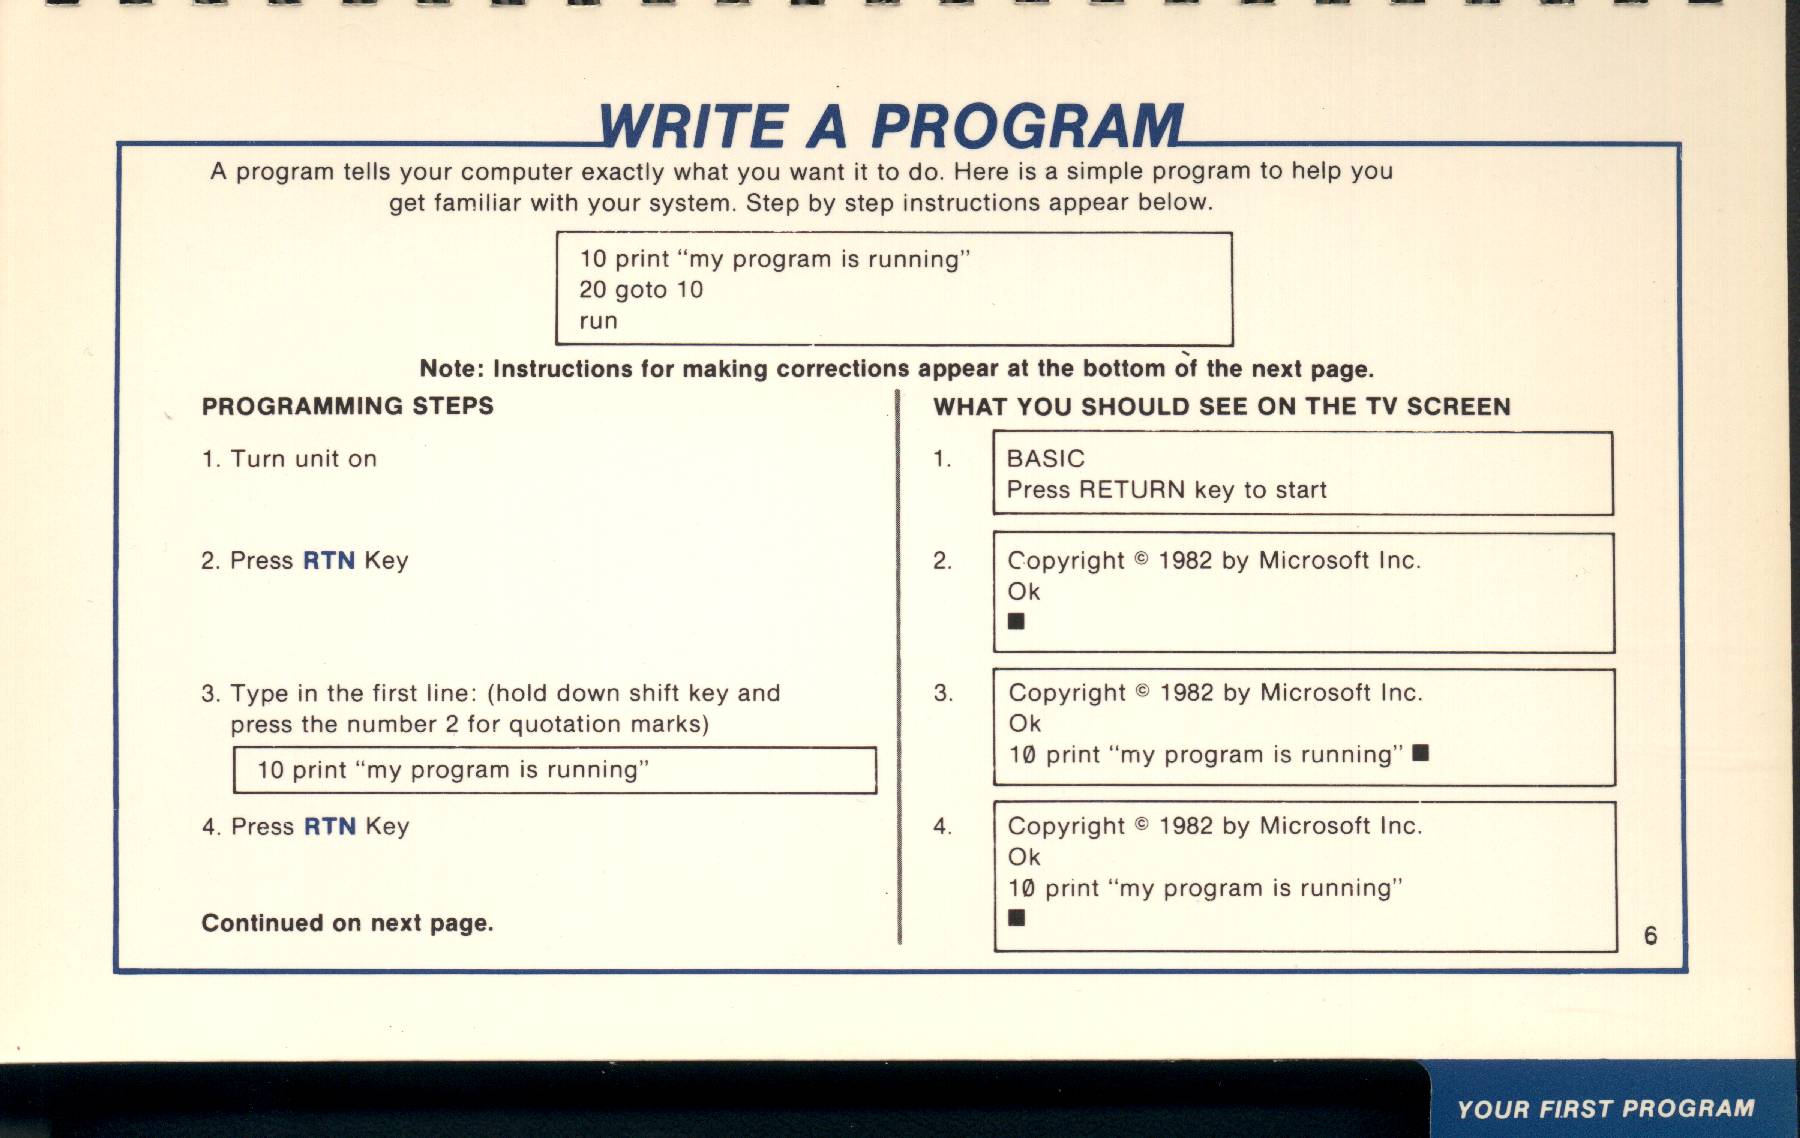 WRITE A PROGRAM
A program tells your computer exactly what you want it to do. Here is a simple program to help you
get familiar with your system. Step by step instructions appear below.
10 print “my program is running”
20 goto 10
run
Note: Instructions for making corrections appear at the bottom of the next page.
PROGRAMMING STEPS
1. Turn unit on
2. Press RTN Key
3. Type in the first line: (hold down shift key and
press the number 2 for quotation marks)
10 print “my program is running”
4. Press RTN Key
Continued on next page.
WHAT YOU SHOULD SEE ON THE TV SCREEN
1.
BASIC
Press RETURN key to start
2.
Copyright © 1982 by Microsoft Inc.
Ok
■
3.
Copyright © 1982 by Microsoft Inc.
Ok
10 print “my program is running” ■
4.
Copyright © 1982 by Microsoft Inc.
Ok
10 print “my program is running”
■
6
YOUR FIRST PROGRAM